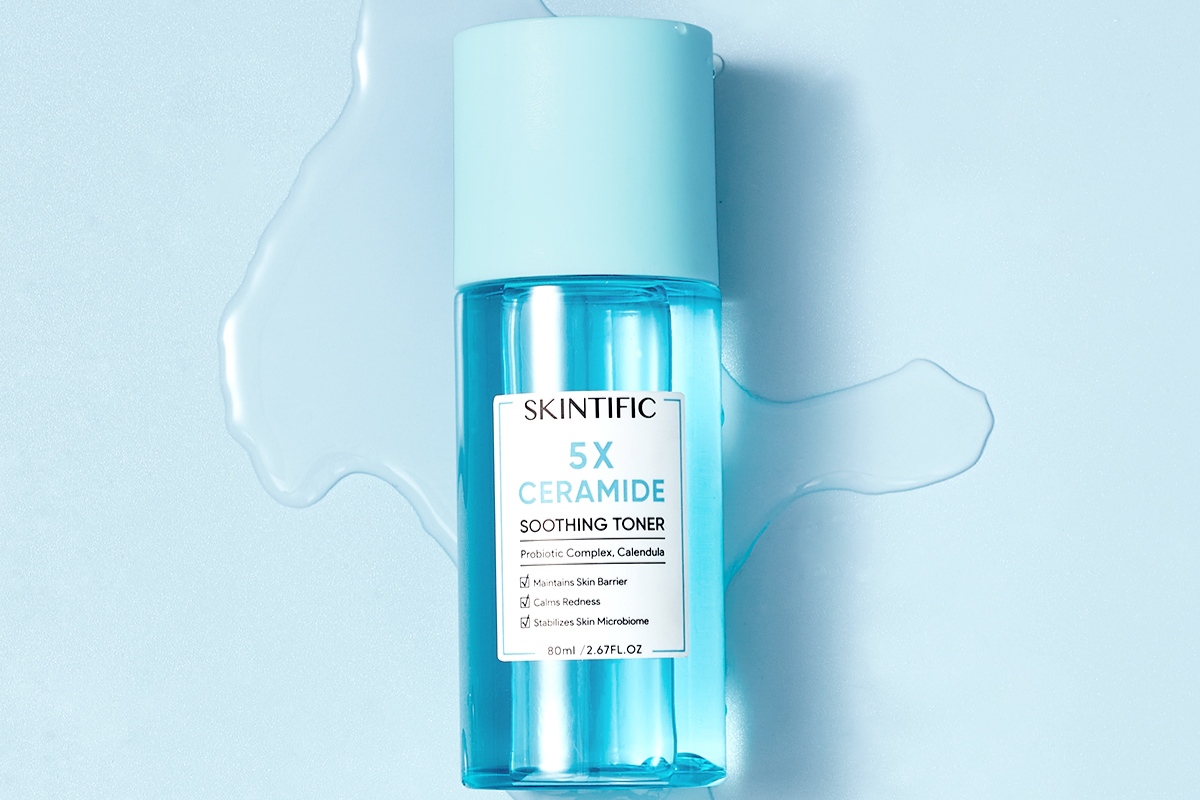 SKINTIFIC
5X
CERAMIDE
SOOTHING TONER
Probiotic Complex, Calendula
Maintains Skin Barrier
Calms Redness
Stabilizes Skin Microbiome
80ml /2.67FL.OZ